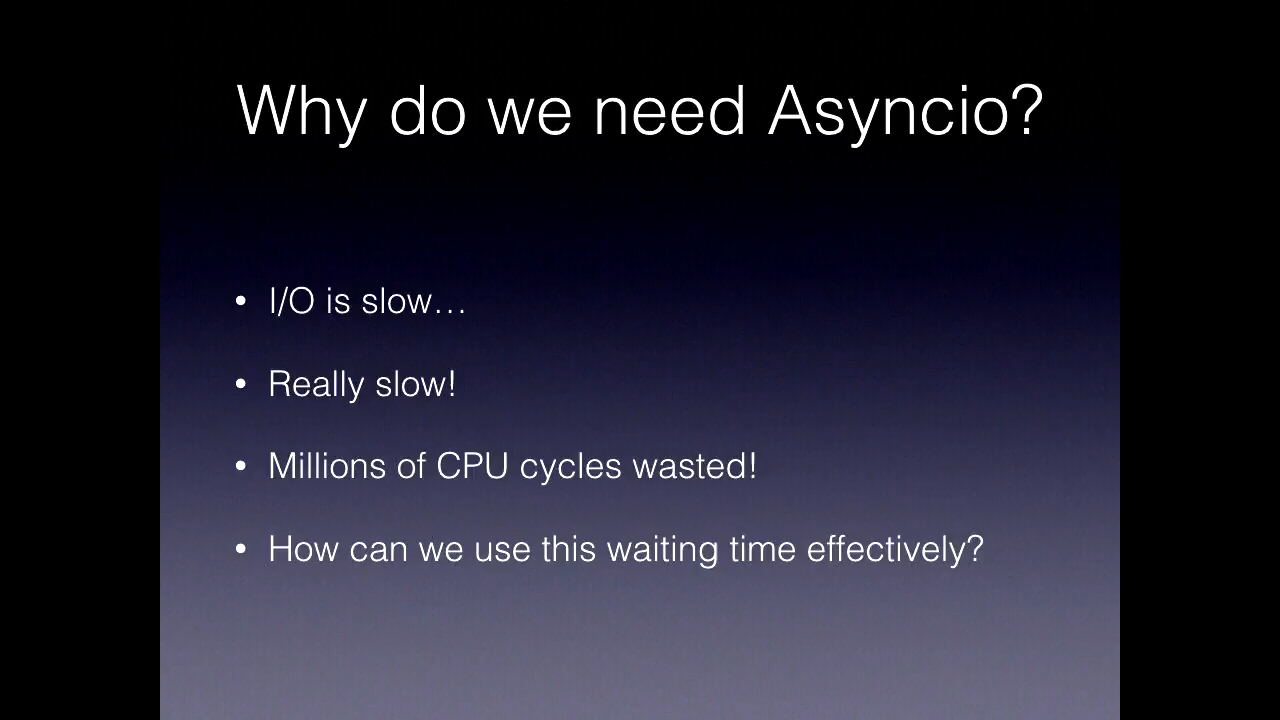 Why do we need Asyncio?
• I/O is slow…
• Really slow!
• Millions of CPU cycles wasted!
• How can we use this waiting time effectively?